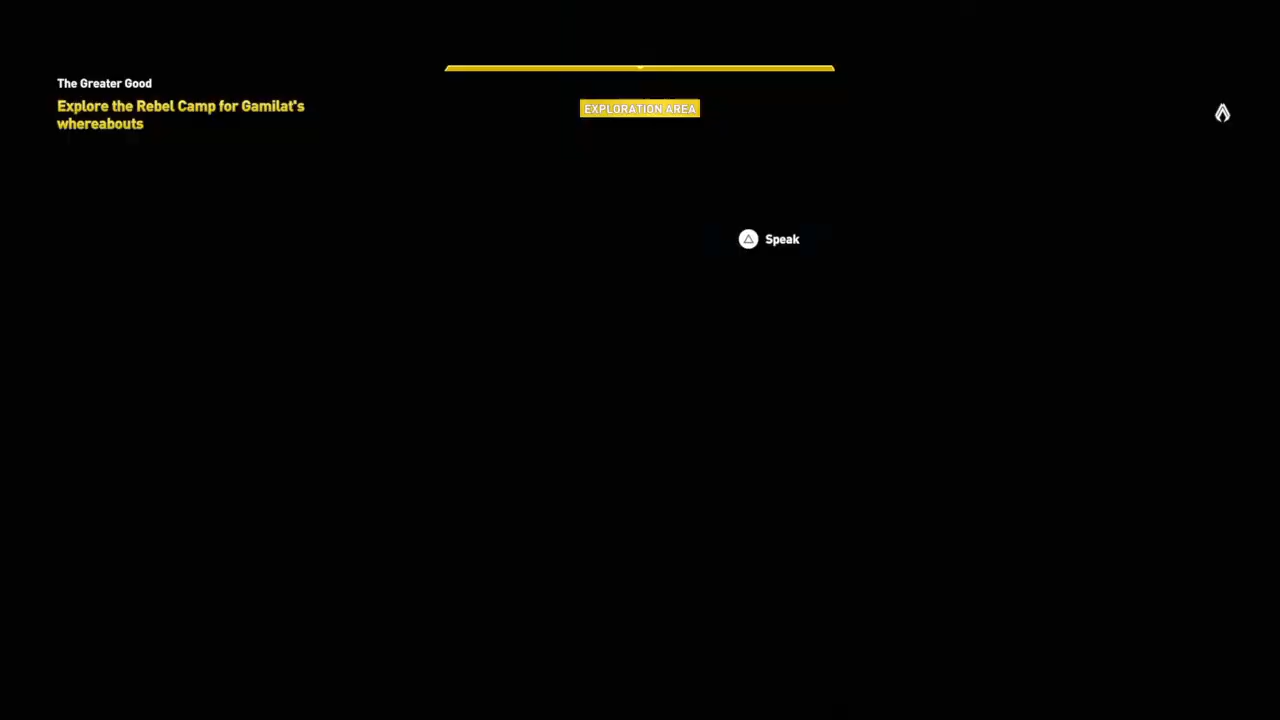 The Greater Good
Explore the Rebel Camp for Gamilat's
whereabouts
EXPLORATION AREA
Speak